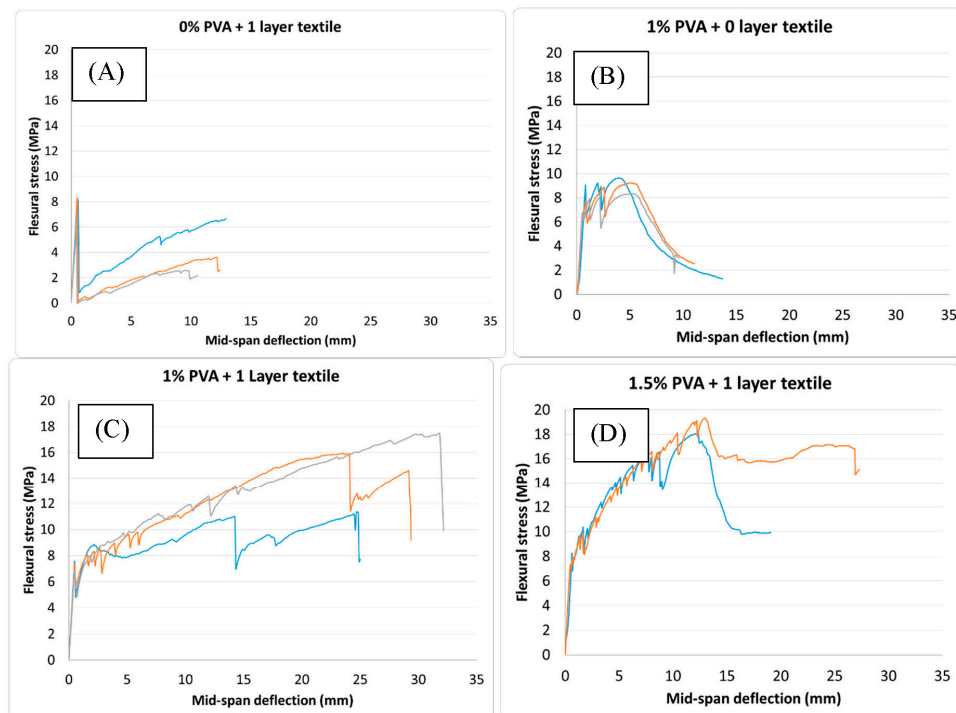 0% PVA + 1 layer textile
(A)
Flesural stress (MPa)
20
18
16
14
12
10
8
6
4
2
0
0 5 10 15 20 25 30 35
Mid-span deflection (mm)
1% PVA + 0 layer textile
(B)
Flesural stress (MPa)
20
18
16
14
12
10
8
6
4
2
0
0 5 10 15 20 25 30 35
Mid-span deflection (mm)
1% PVA + 1 Layer textile
(C)
Flexural stress (MPa)
20
18
16
14
12
10
8
6
4
2
0
0 5 10 15 20 25 30 35
Mid-span deflection (mm)
1.5% PVA + 1 layer textile
(D)
Flexural stress (MPa)
20
18
16
14
12
10
8
6
4
2
0
0 5 10 15 20 25 30 35
Mid-span deflection (mm)